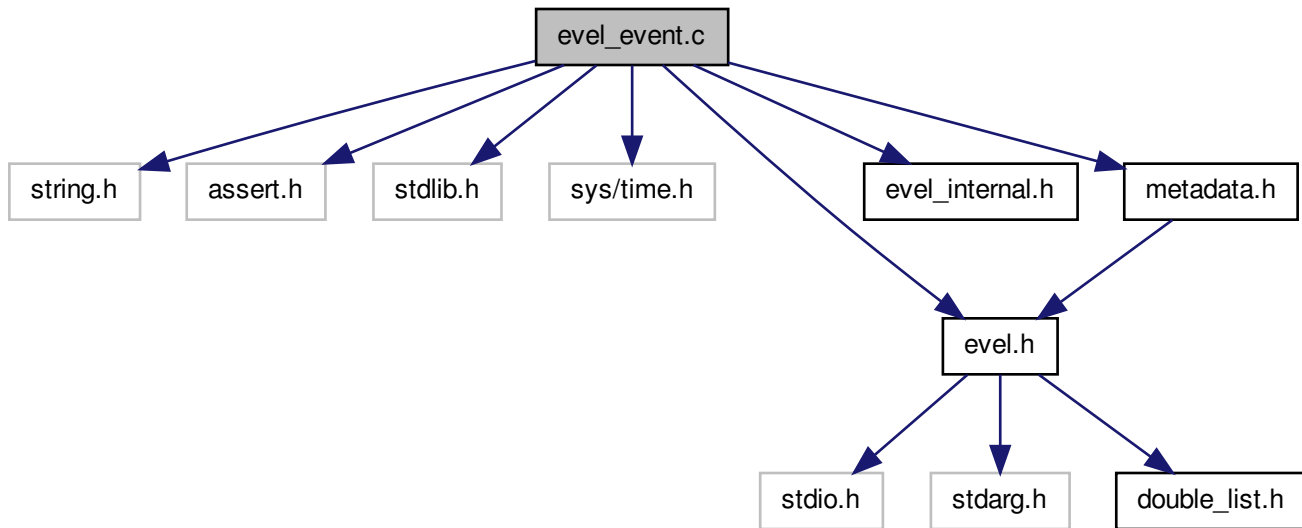 evel_event.c
string.h
assert.h
stdlib.h
sys/time.h
evel_internal.h
metadata.h
evel.h
stdio.h
stdarg.h
double_list.h